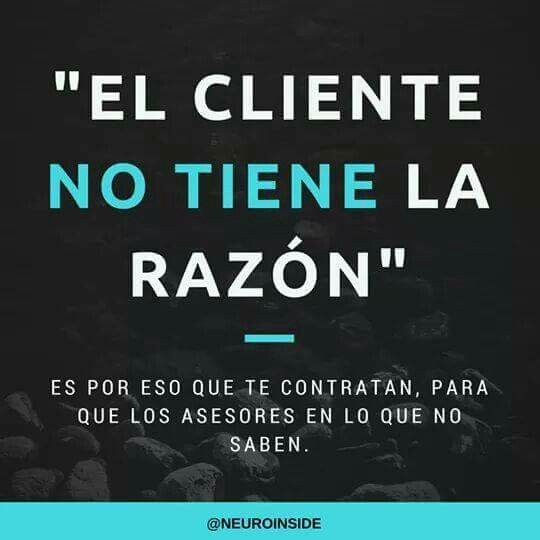 "EL CLIENTE
NO TIENE LA
RAZÓN"
ES POR ESO QUE TE CONTRATAN, PARA
QUE LOS ASESORES EN LO QUE NO
SABEN.
@NEUROINSIDE